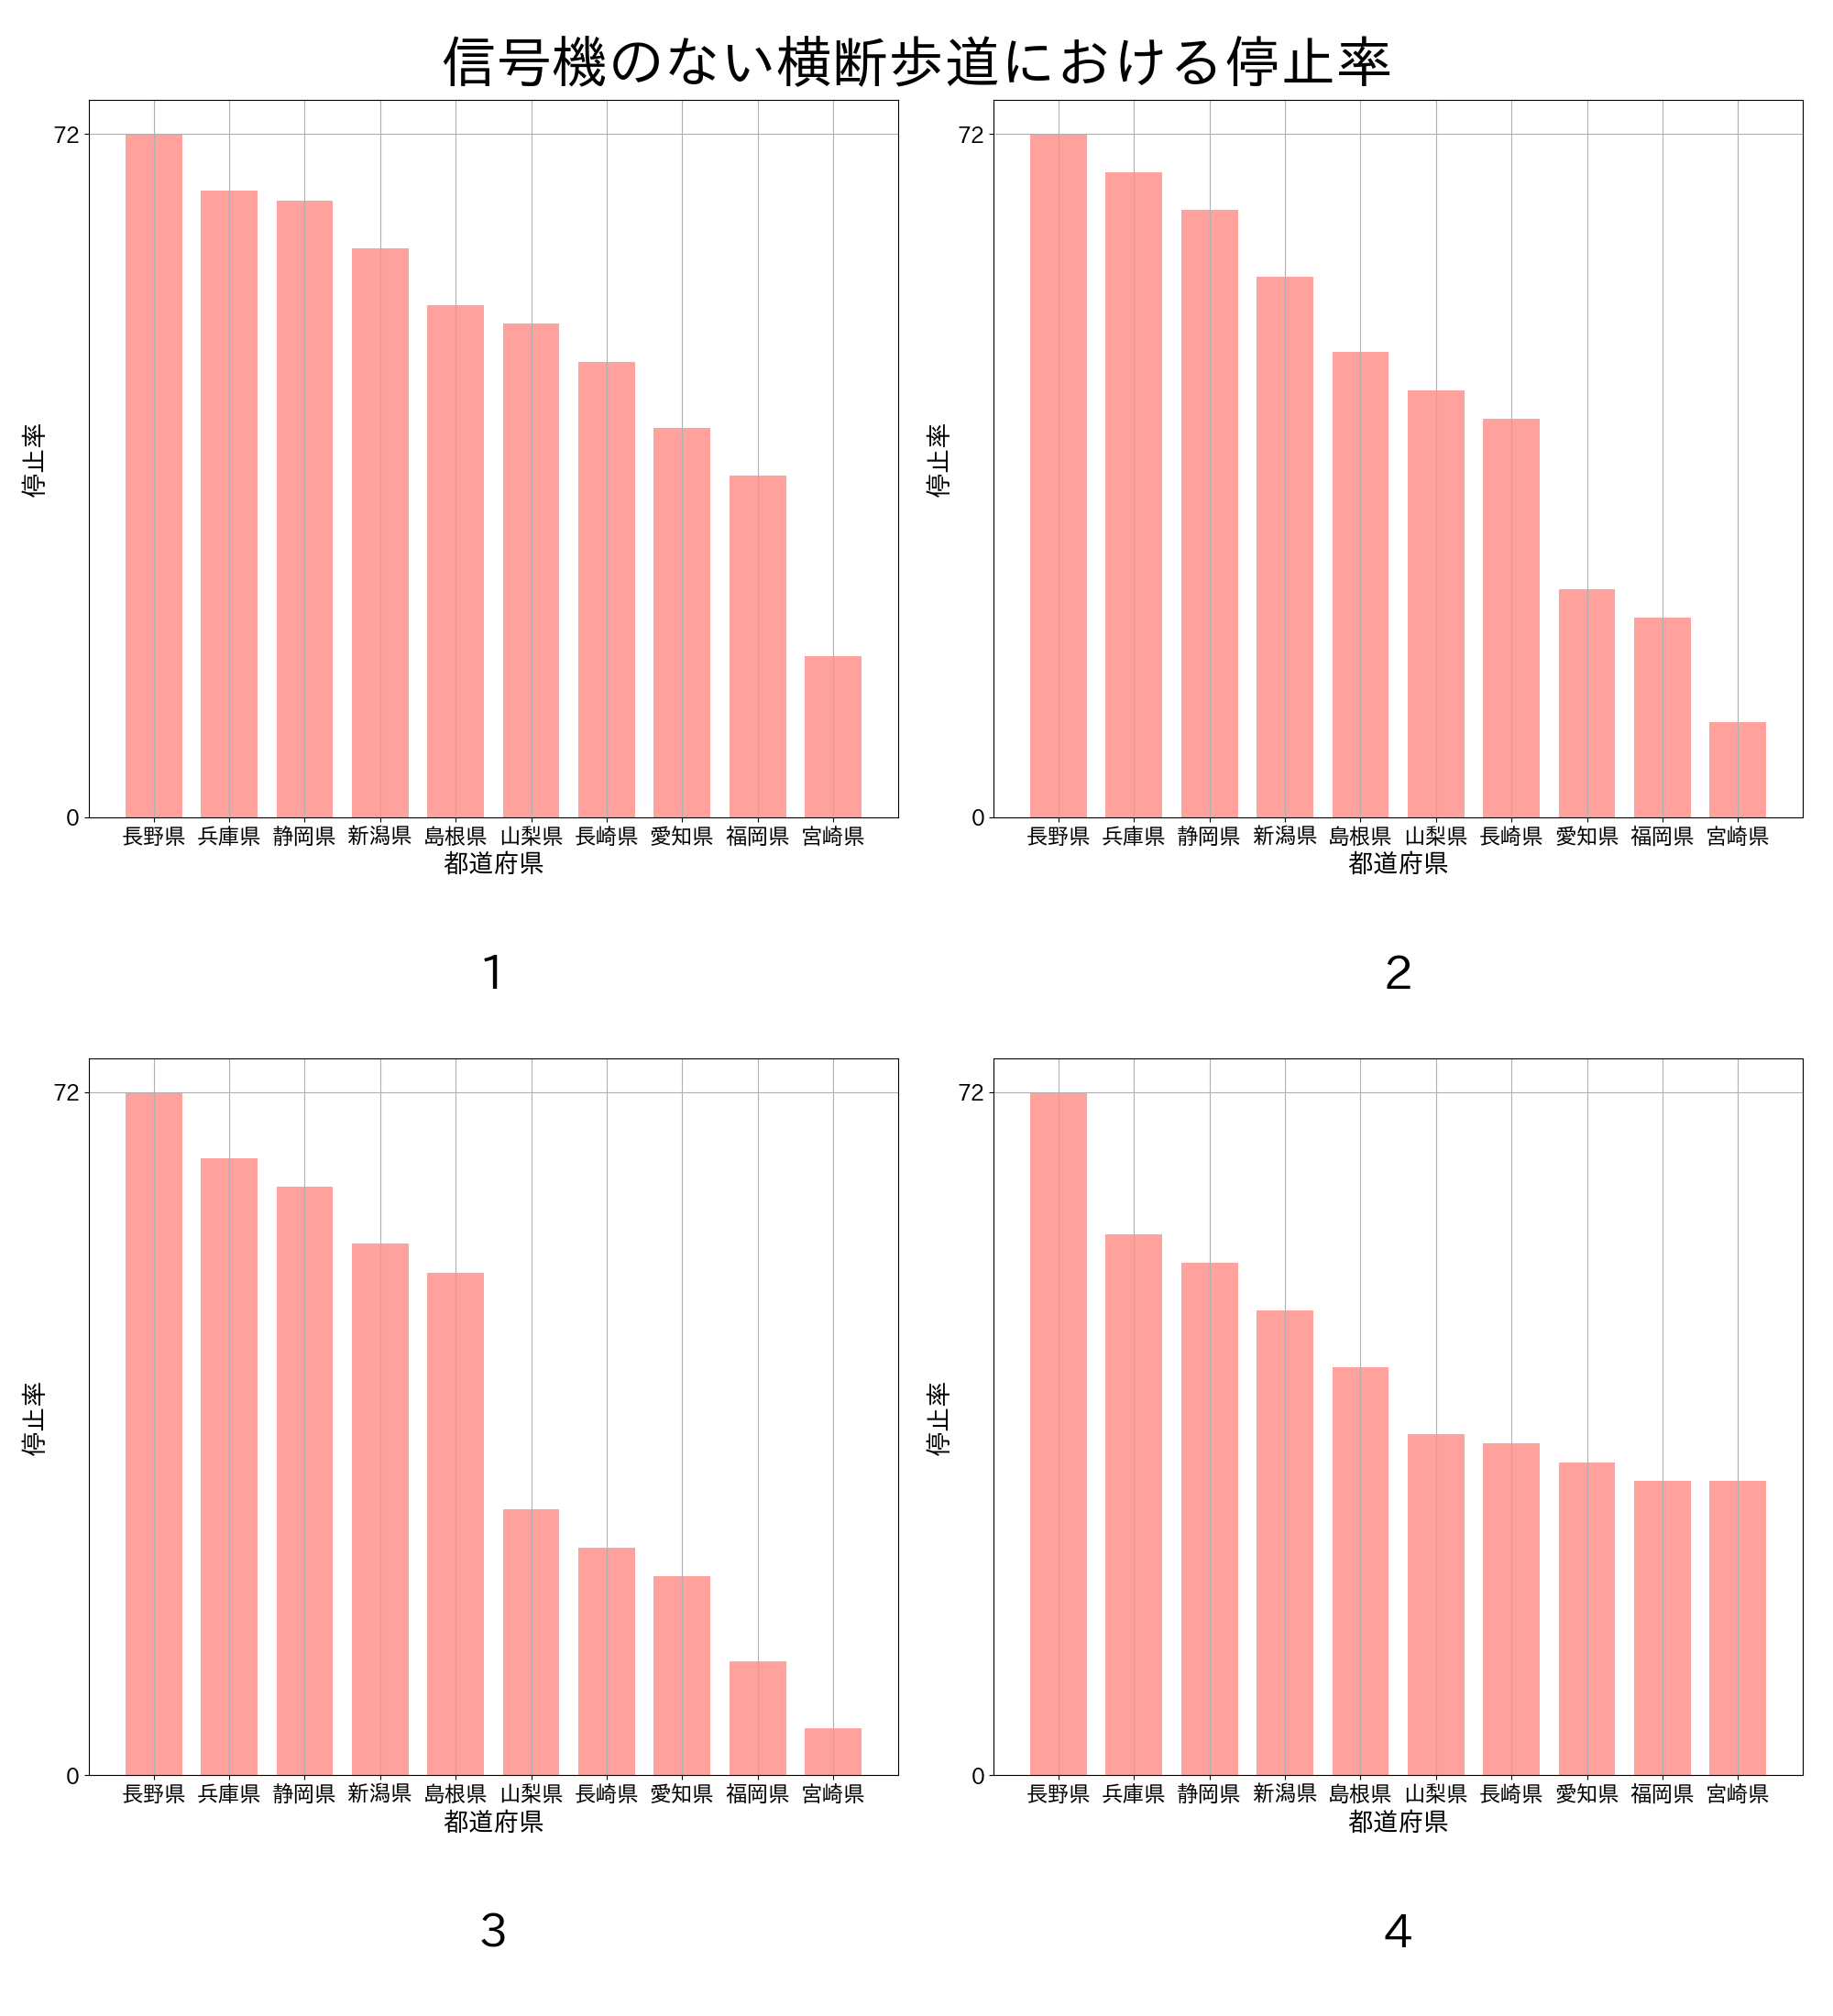 信号機のない横断歩道における停止率
72
0
停止率
長野県 兵庫県 静岡県 新潟県 島根県 山梨県 長崎県 愛知県 福岡県 宮崎県
都道府県
1
72
0
停止率
長野県 兵庫県 静岡県 新潟県 島根県 山梨県 長崎県 愛知県 福岡県 宮崎県
都道府県
2
72
0
停止率
長野県 兵庫県 静岡県 新潟県 島根県 山梨県 長崎県 愛知県 福岡県 宮崎県
都道府県
3
72
0
停止率
長野県 兵庫県 静岡県 新潟県 島根県 山梨県 長崎県 愛知県 福岡県 宮崎県
都道府県
4